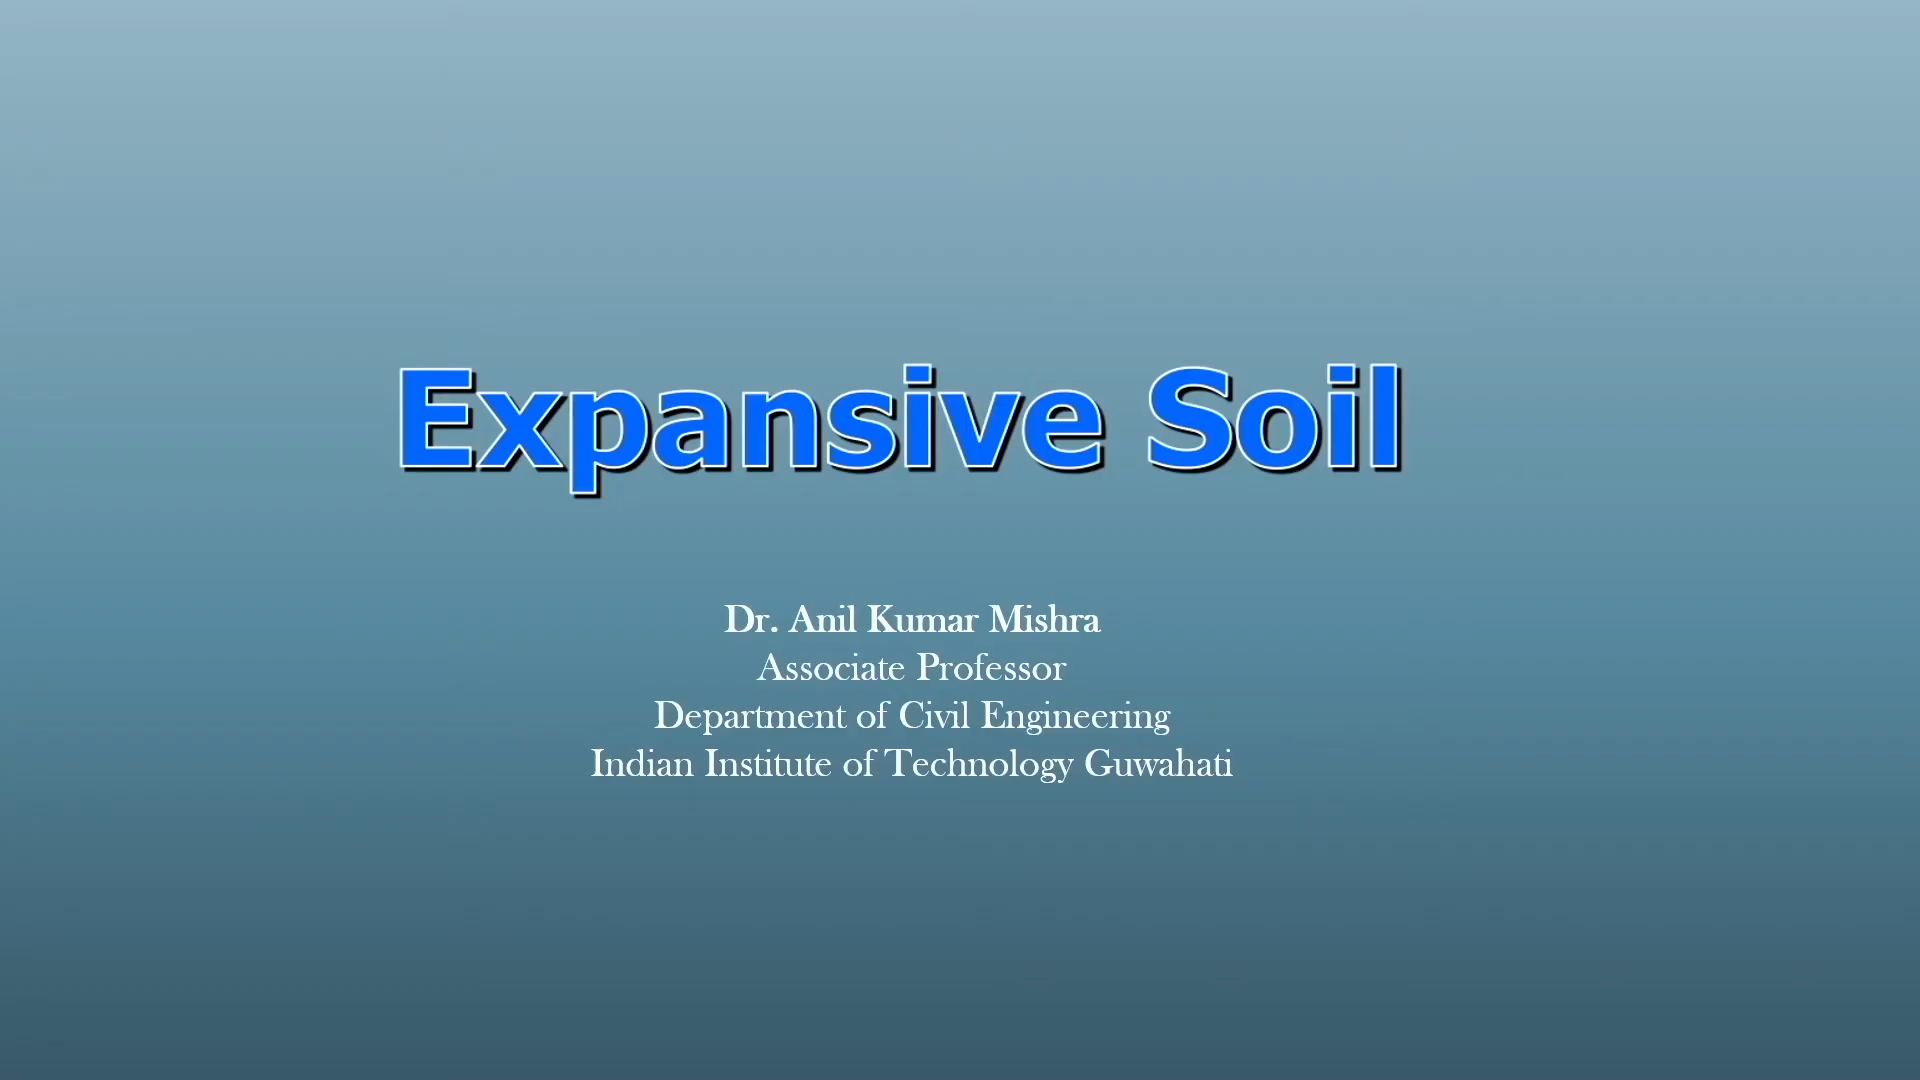 Expansive Soil
Dr. Anil Kumar Mishra
Associate Professor
Department of Civil Engineering
Indian Institute of Technology Guwahati